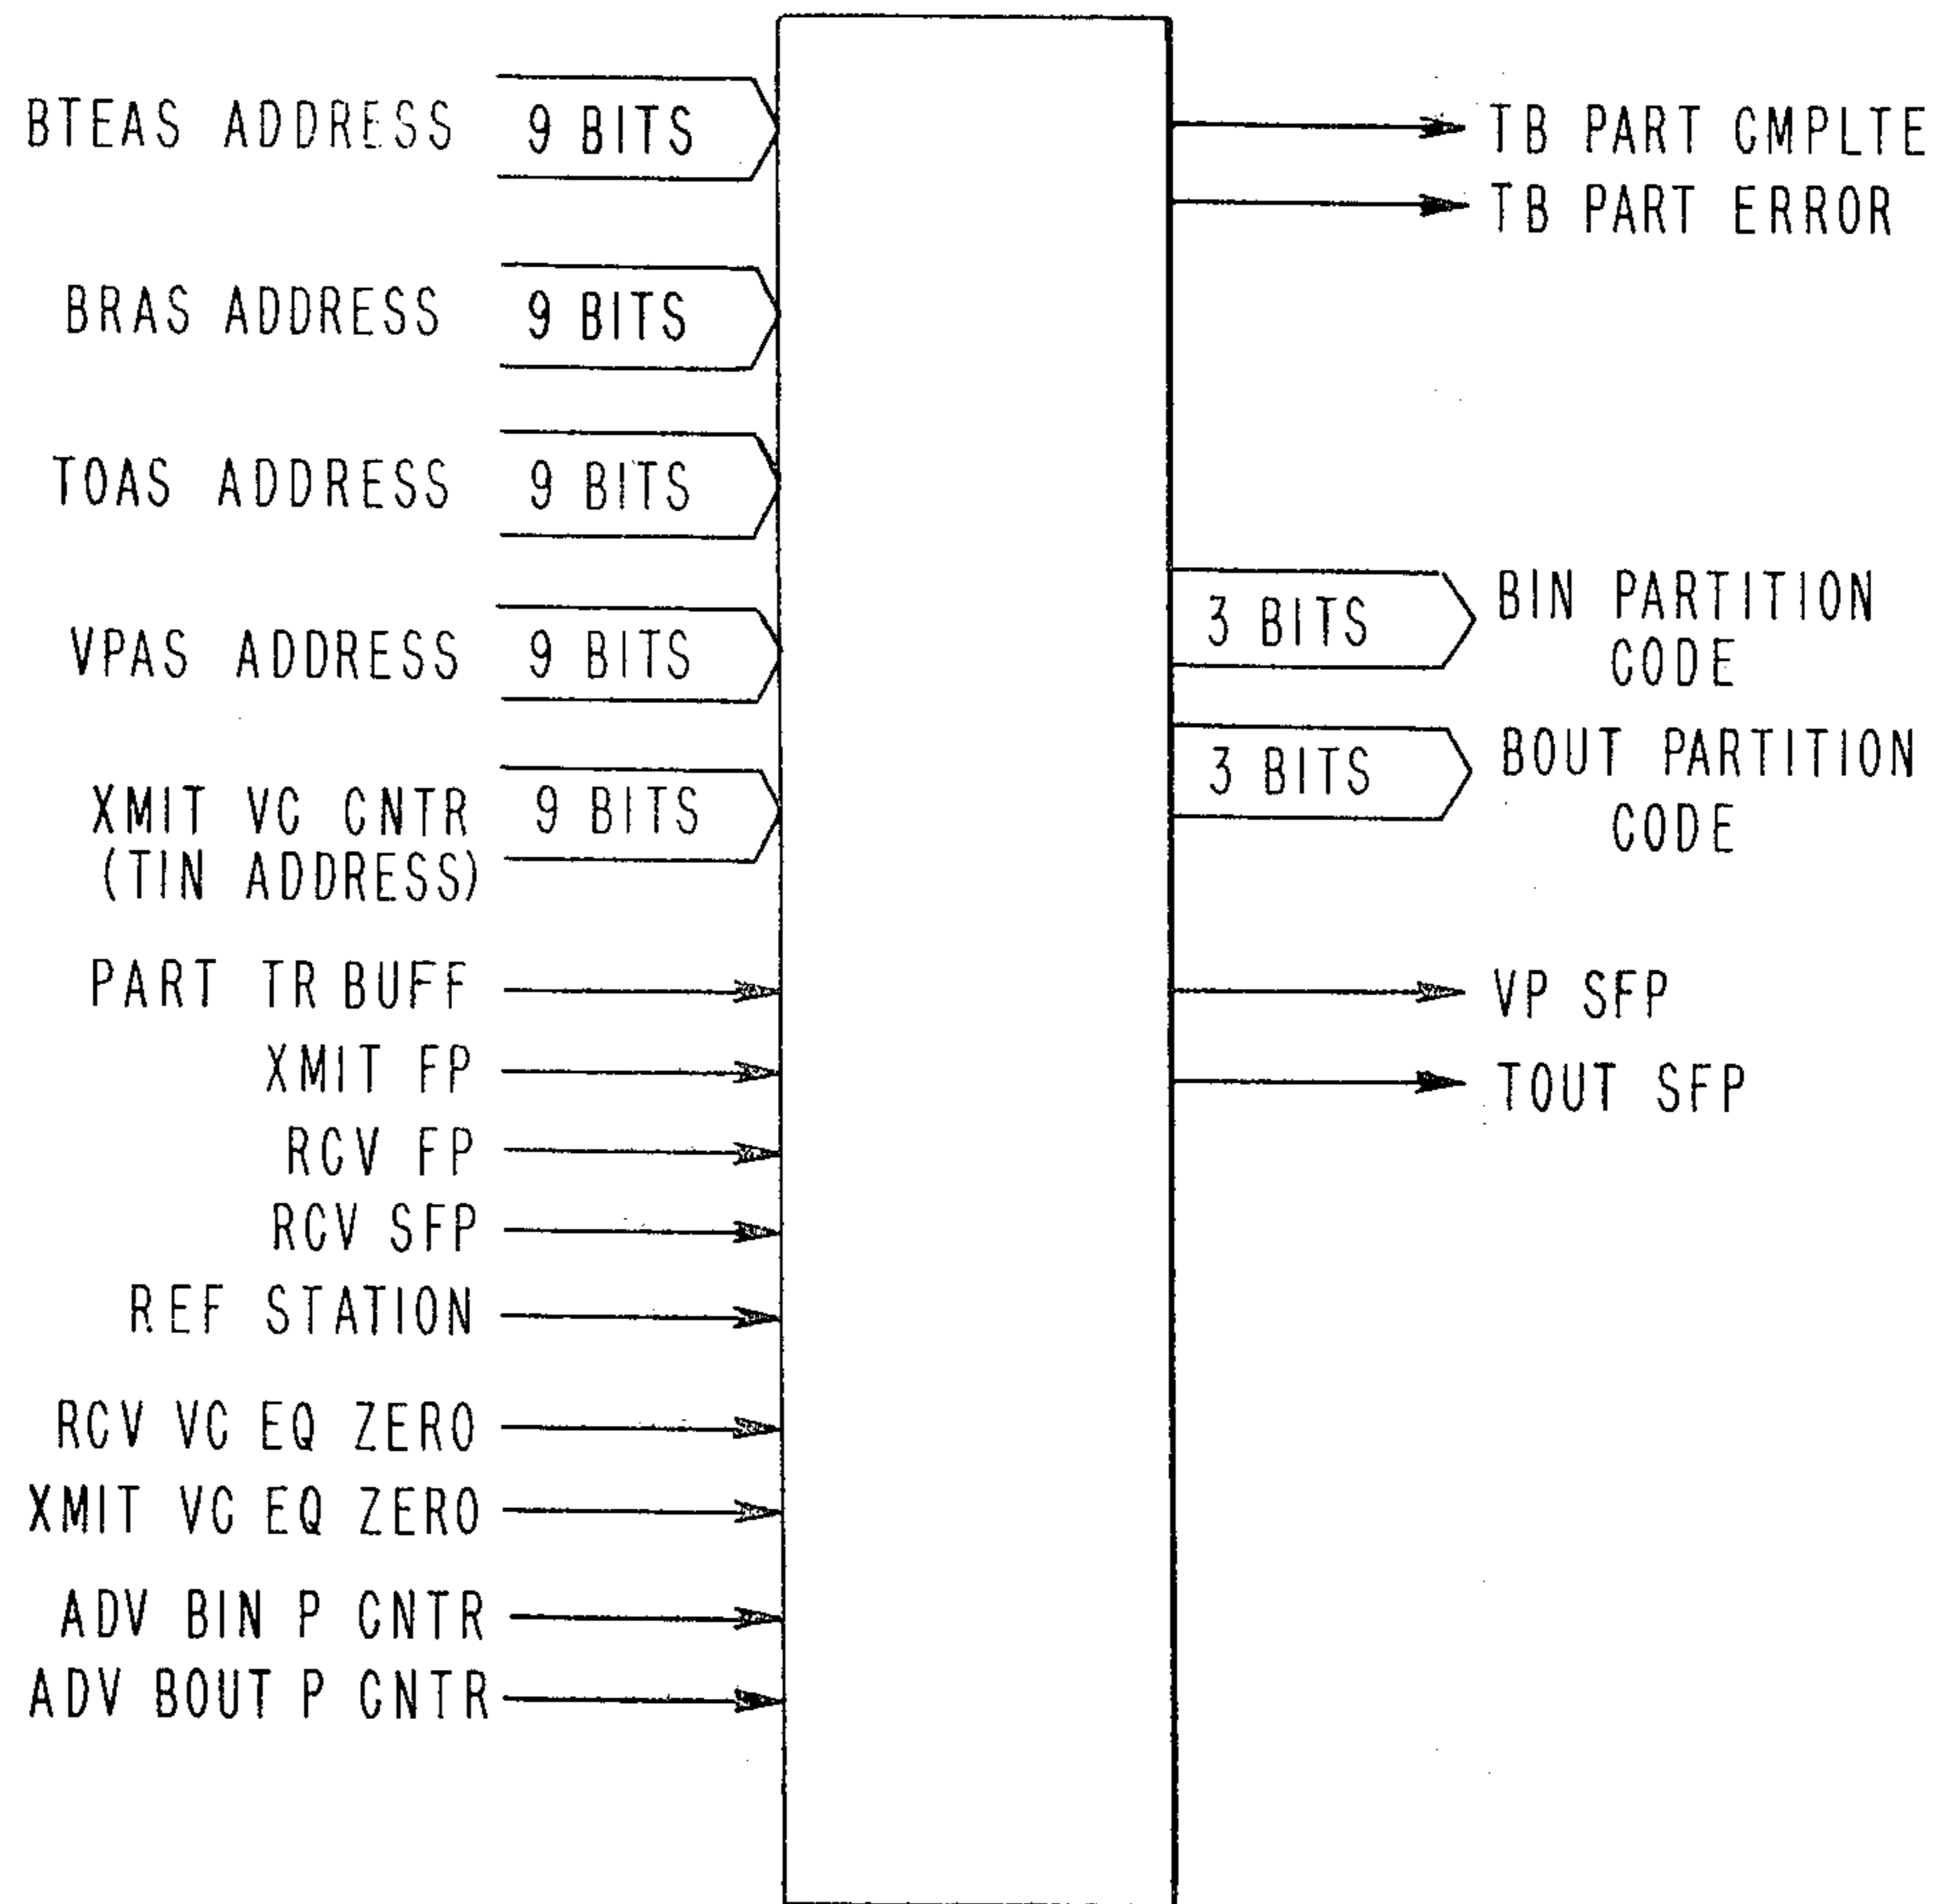 BTEAS ADDRESS 9 BITS
BRAS ADDRESS 9 BITS
TOAS ADDRESS 9 BITS
VPAS ADDRESS 9 BITS
XMIT VC CNTR 9 BITS
(TIN ADDRESS)
PART TR BUFF
XMIT FP
RCV FP
RCV SFP
REF STATION
RCV VC EQ ZERO
XMIT VC EQ ZERO
ADV BIN P CNTR
ADV BOUT P CNTR
TB PART CMPLTE
TB PART ERROR
3 BITS BIN PARTITION
CODE
3 BITS BOUT PARTITION
CODE
VP SFP
TOUT SFP